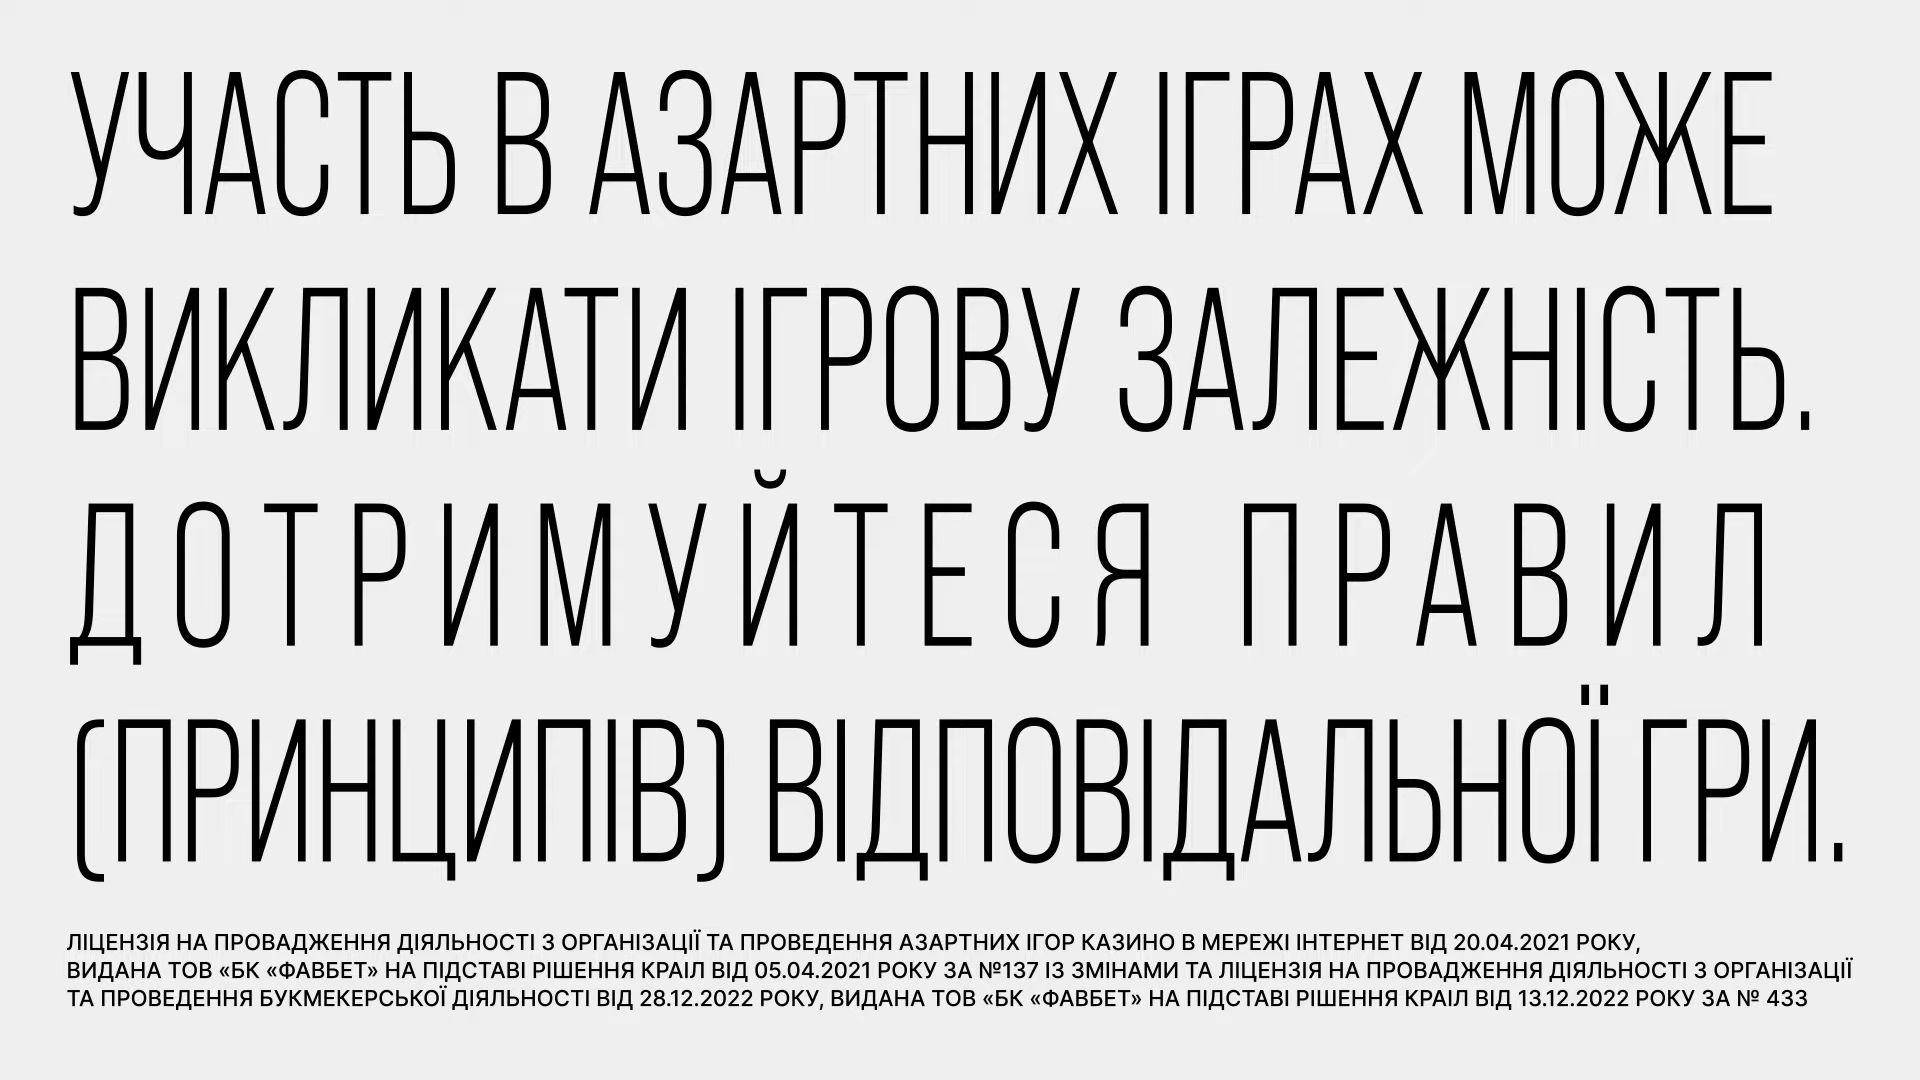 УЧАСТЬ В АЗАРТНИХ ІГРАХ МОЖЕ
ВИКЛИКАТИ ІГРОВУ ЗАЛЕЖНІСТЬ.
ДОТРИМУЙТЕСЯ ПРАВИЛ
(ПРИНЦИПІВ) ВІДПОВІДАЛЬНОЇ ГРИ.
ЛІЦЕНЗІЯ НА ПРОВАДЖЕННЯ ДІЯЛЬНОСТІ З ОРГАНІЗАЦІЇ ТА ПРОВЕДЕННЯ АЗАРТНИХ ІГОР КАЗИНО В МЕРЕЖІ ІНТЕРНЕТ ВІД 20.04.2021 РОКУ,
ВИДАНА ТОВ «БК «ФАВБЕТ» НА ПІДСТАВІ РІШЕННЯ КРАІЛ ВІД 05.04.2021 РОКУ ЗА №137 ІЗ ЗМІНАМИ ТА ЛІЦЕНЗІЯ НА ПРОВАДЖЕННЯ ДІЯЛЬНОСТІ З ОРГАНІЗАЦІЇ
ТА ПРОВЕДЕННЯ БУКМЕКЕРСЬКОЇ ДІЯЛЬНОСТІ ВІД 28.12.2022 РОКУ, ВИДАНА ТОВ «БК «ФАВБЕТ» НА ПІДСТАВІ РІШЕННЯ КРАІЛ ВІД 13.12.2022 РОКУ ЗА № 433